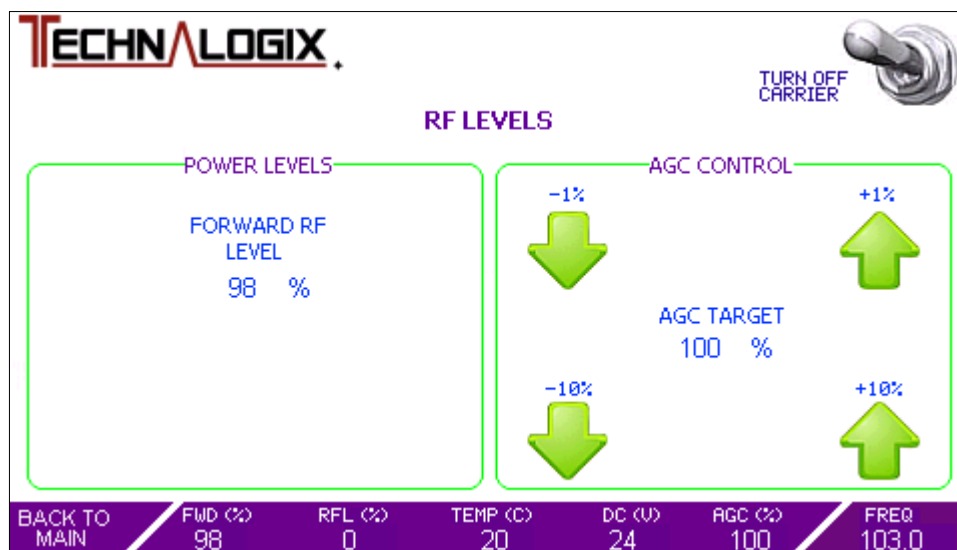 TECHNALOGIX.
TURN OFF
CARRIER
RF LEVELS
POWER LEVELS
FORWARD RF
LEVEL
98 %
AGC CONTROL
-1% +1%
AGC TARGET
100 %
-10% +10%
BACK TO
MAIN
FWD (%) RFL (%) TEMP (C) DC (V) AGC (%) FREQ
98 0 20 24 100 103.0